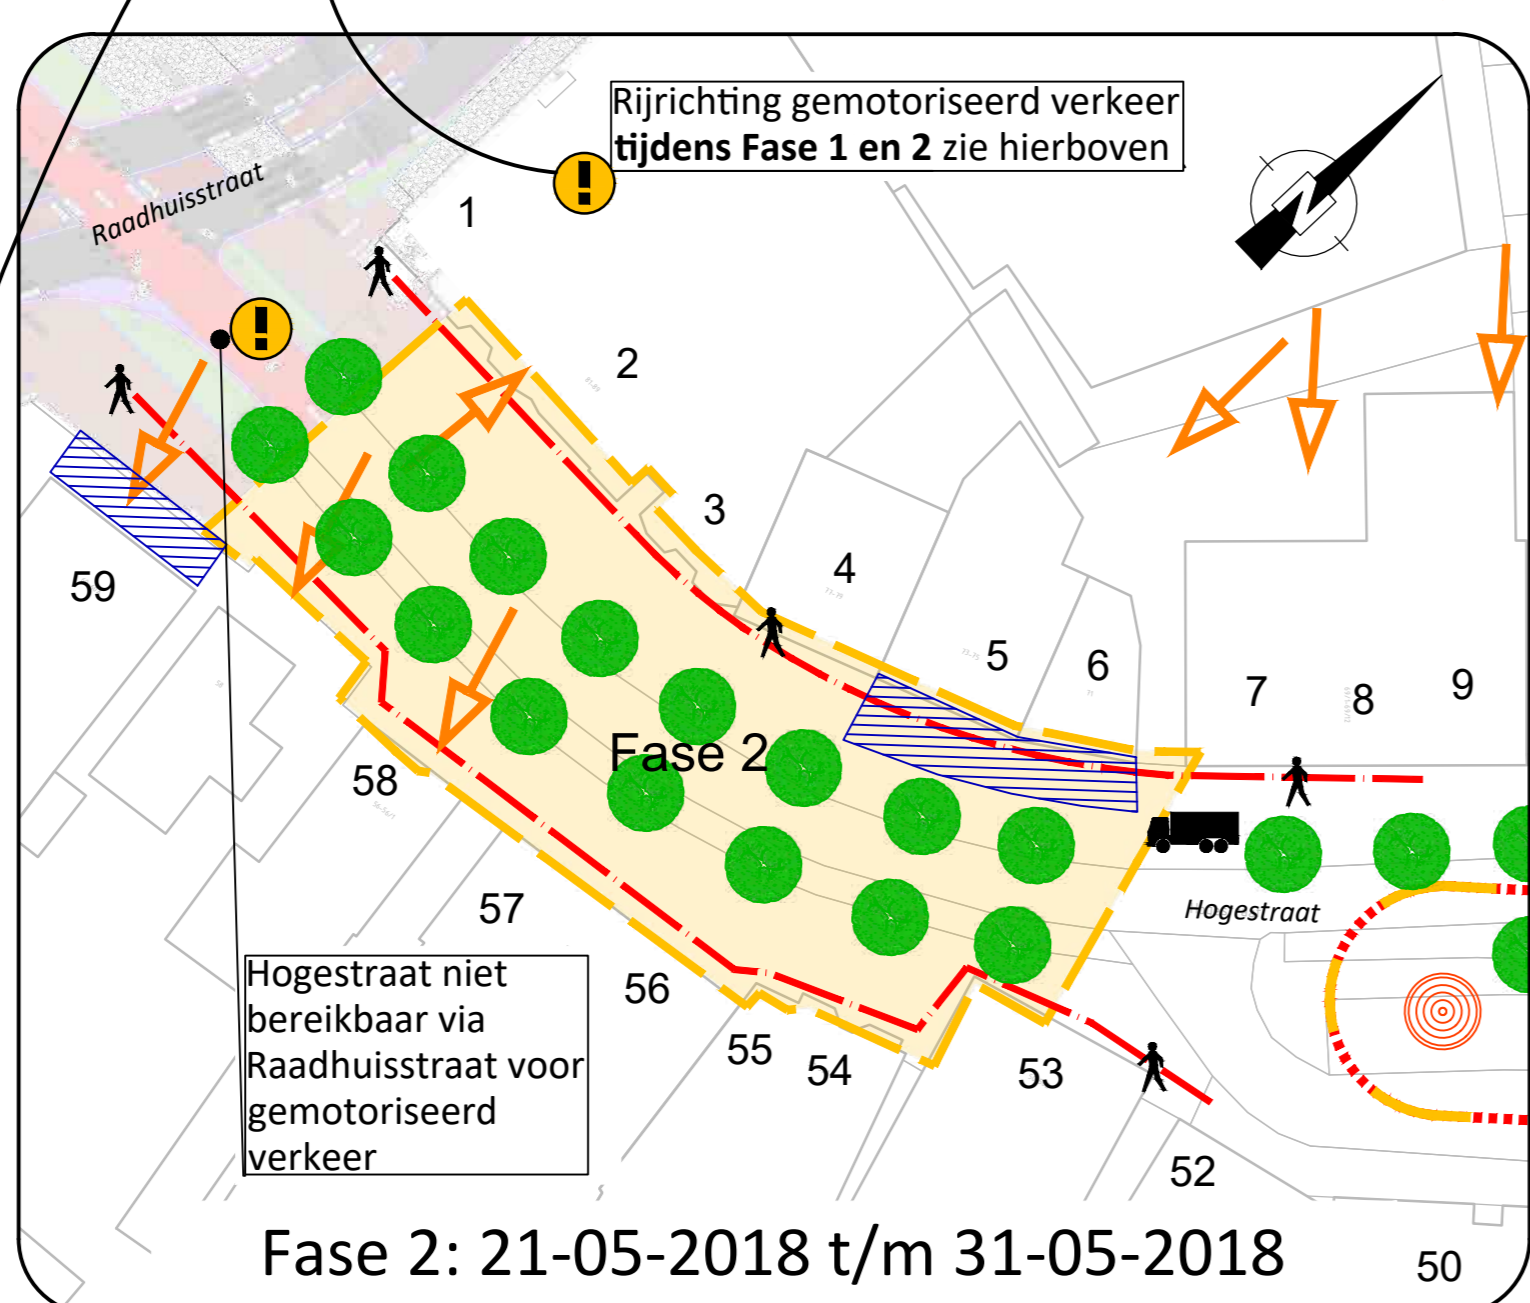 Rijrichting gemotoriseerd verkeer
tijdens Fase 1 en 2 zie hierboven
Raadhuisstraat
1
2
3
4
5
6
7
8
9
59
58
57
56
55
54
53
52
50
Fase 2
Hogestraat
Hogestraat niet
bereikbaar via
Raadhuisstraat voor
gemotoriseerd
verkeer
Fase 2: 21-05-2018 t/m 31-05-2018